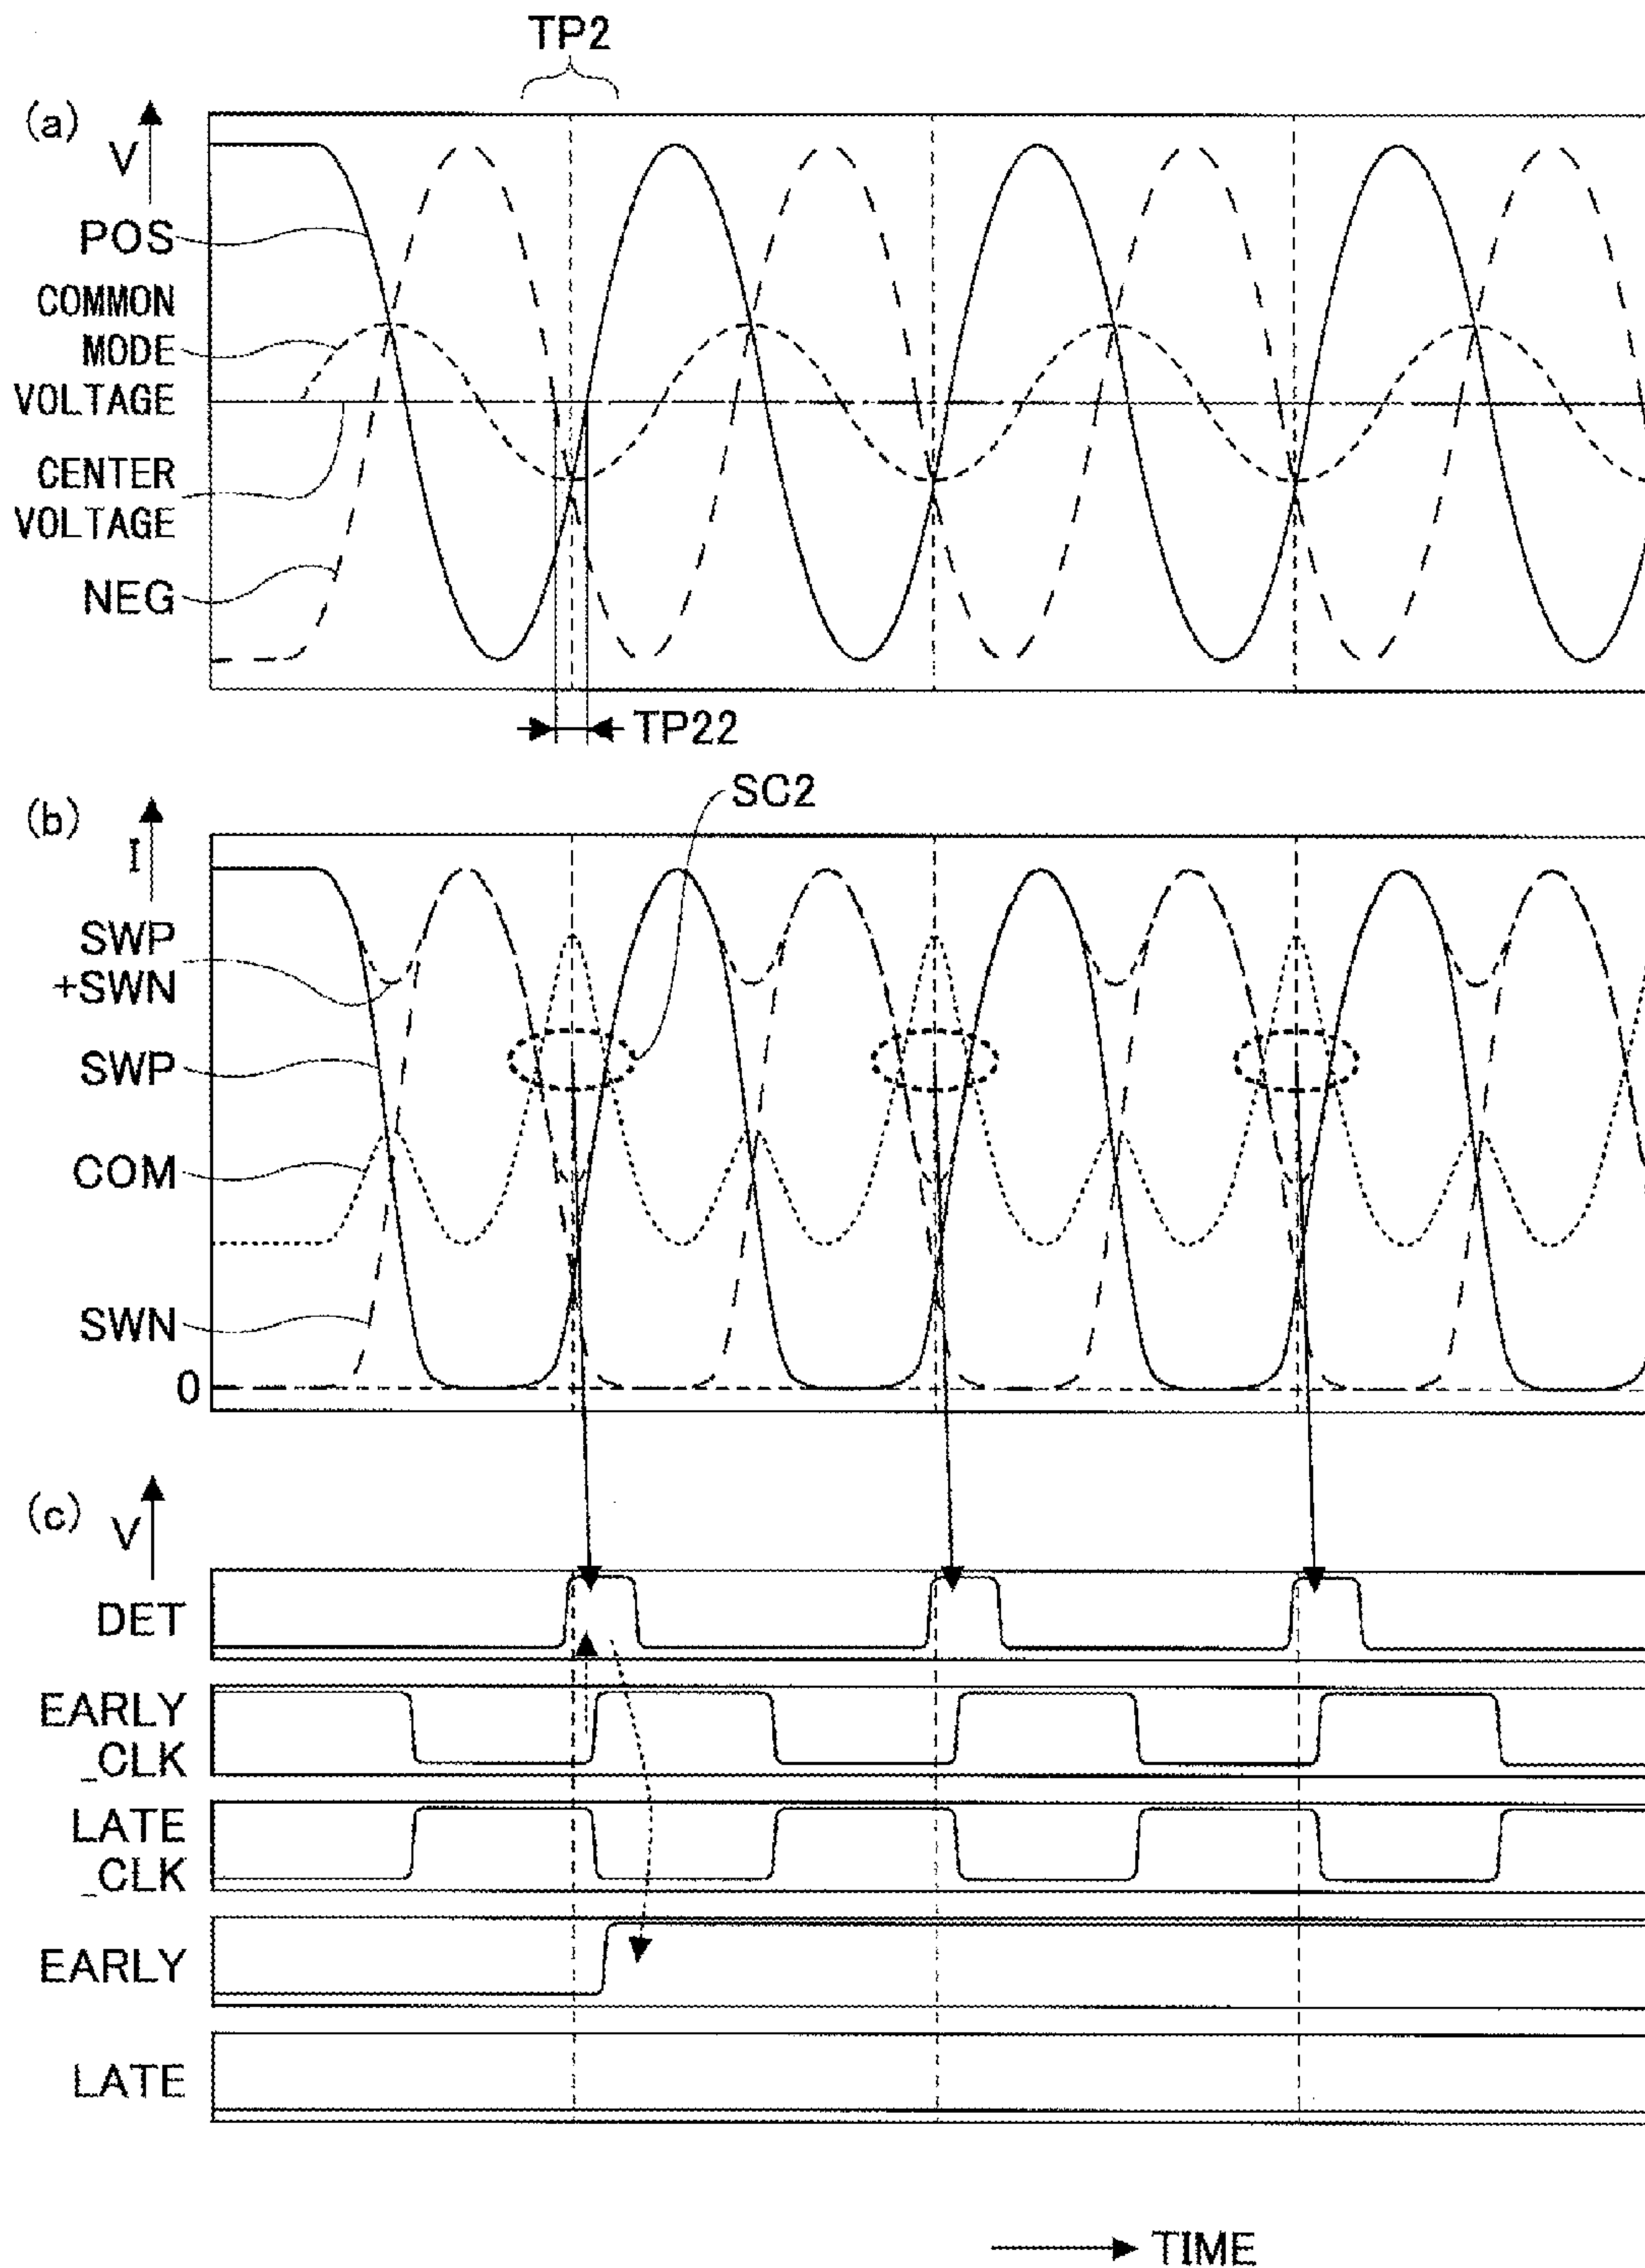 TP2
(a)
V
POS
COMMON
MODE
VOLTAGE
CENTER
VOLTAGE
NEG
TP22
(b)
SC2
I
SWP
+SWN
SWP
COM
SWN
0
(c)
V
DET
EARLY
_CLK
LATE
_CLK
EARLY
LATE
TIME